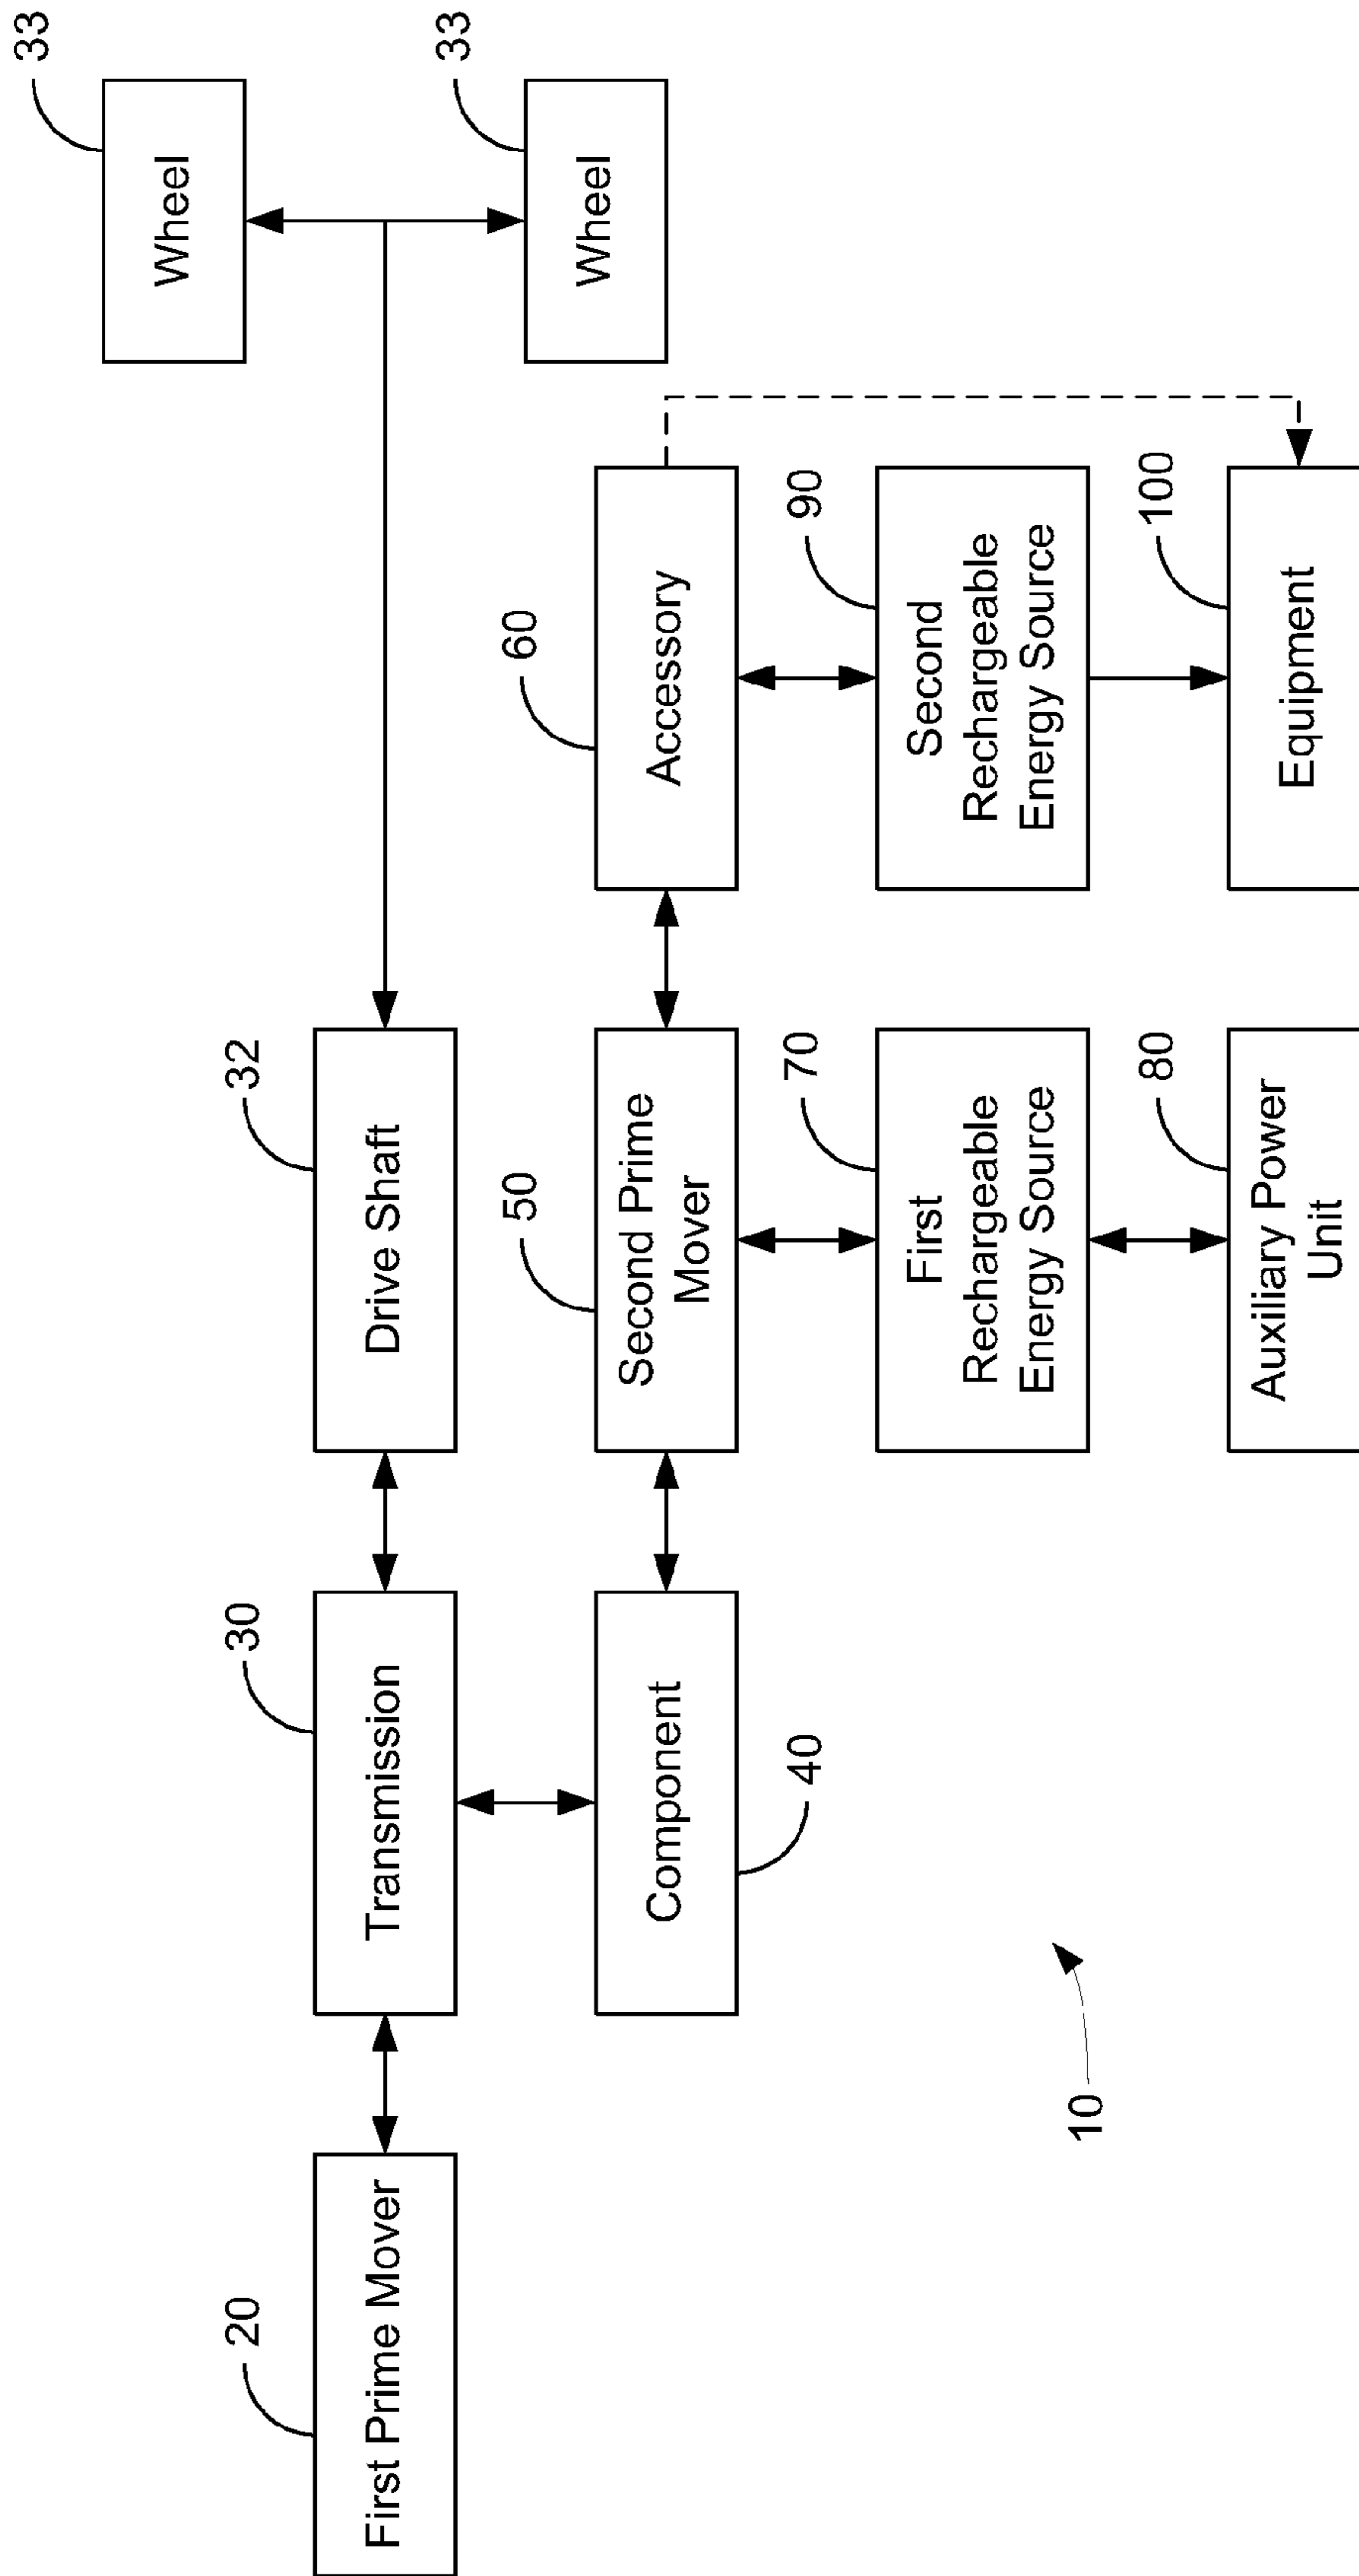 33
Wheel
33
Wheel
20
First Prime Mover
30
Transmission
32
Drive Shaft
40
Component
50
Second Prime
Mover
60
Accessory
70
First
Rechargeable
Energy Source
90
Second
Rechargeable
Energy Source
80
Auxiliary Power
Unit
100
Equipment
10